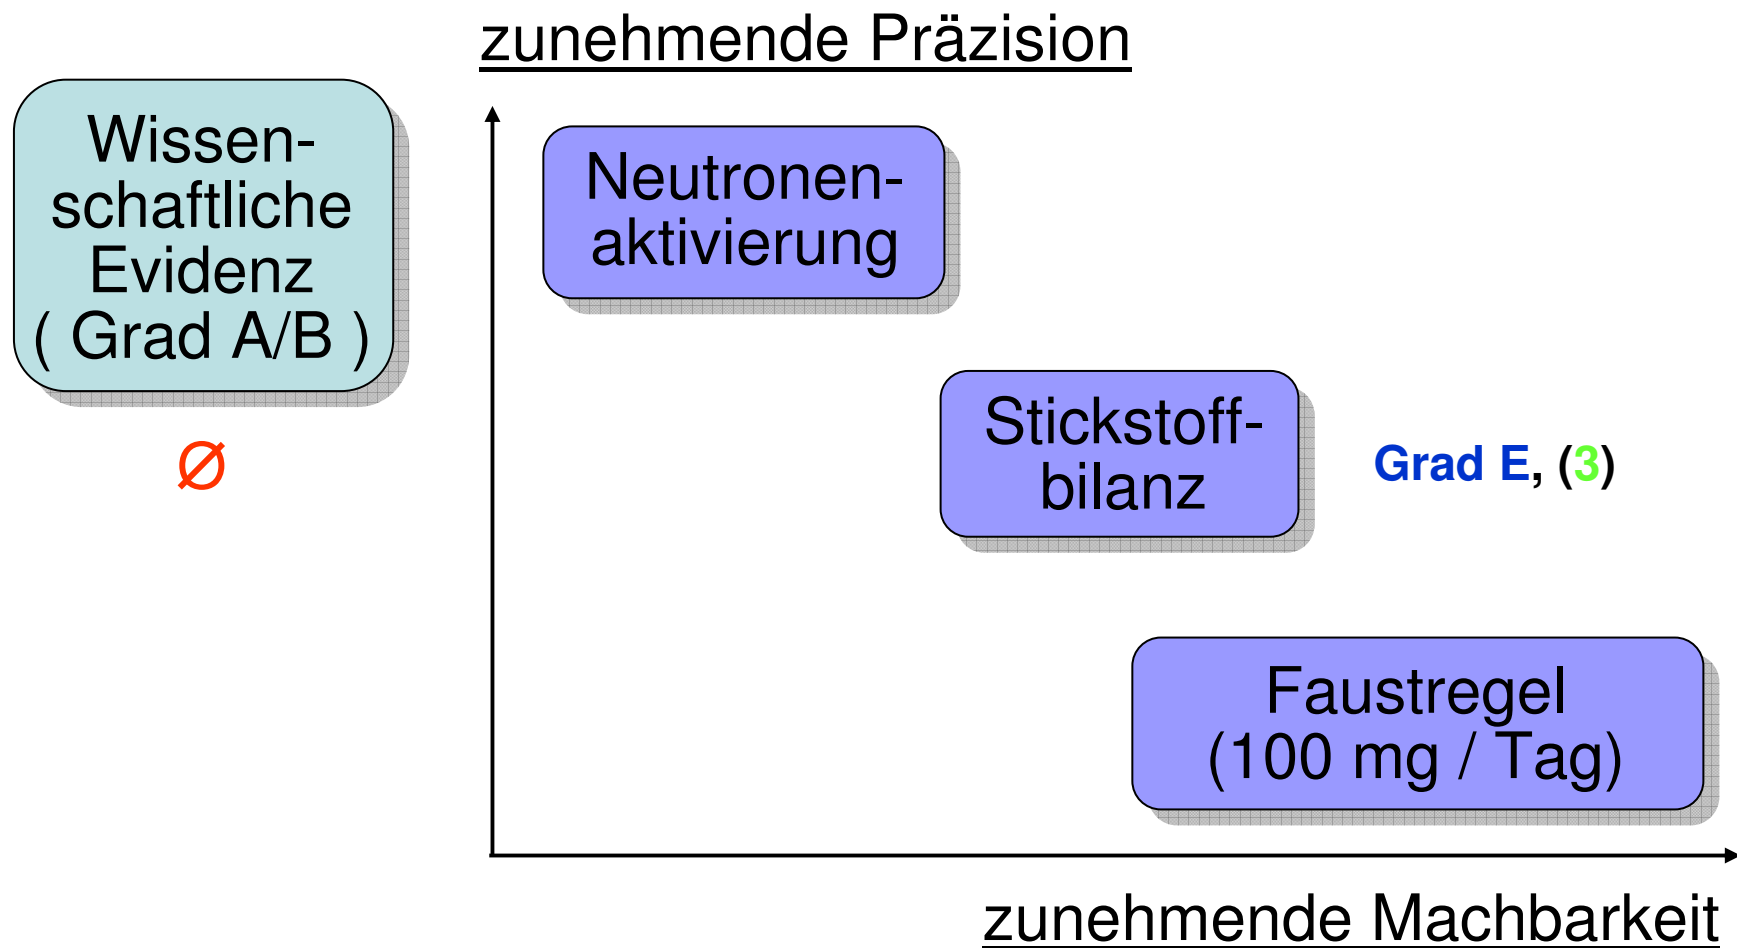 zunehmende Präzision
Wissen-
schaftliche
Evidenz
( Grad A/B )
Ø
Neutronen-
aktivierung
Stickstoff-
bilanz
Grad E, (3)
Faustregel
(100 mg / Tag)
zunehmende Machbarkeit